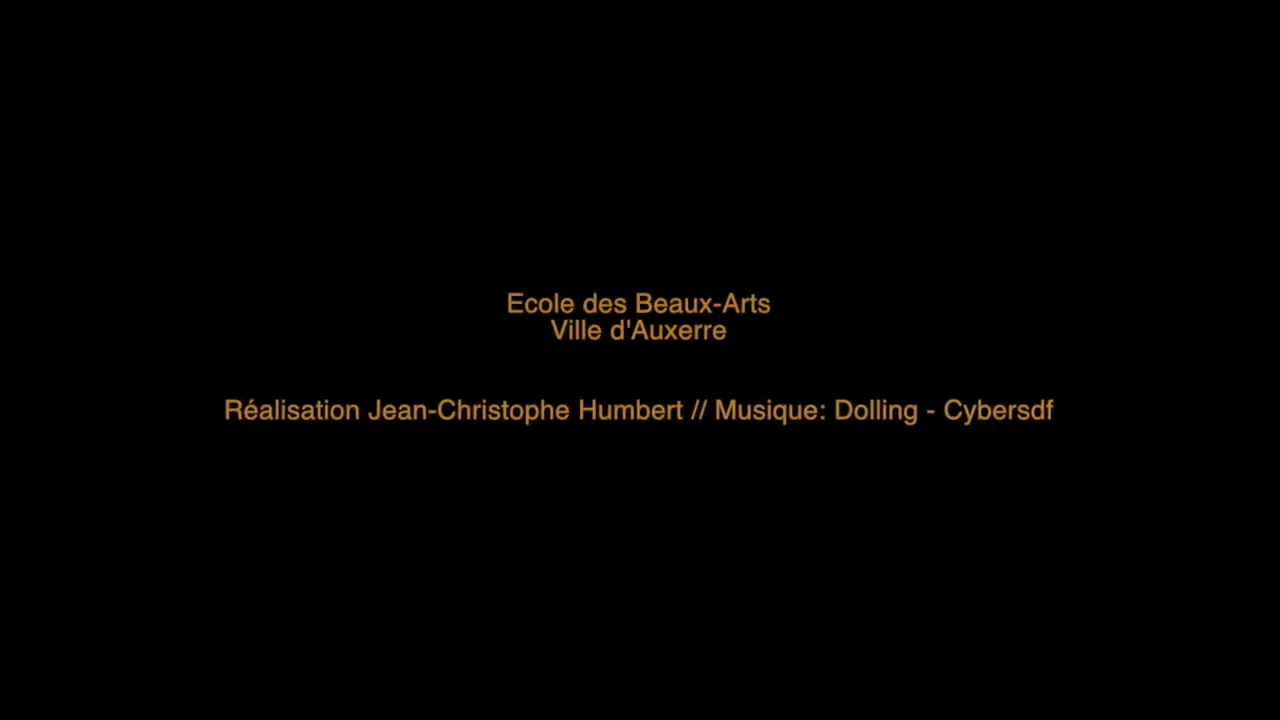 Ecole des Beaux-Arts
Ville d'Auxerre
Réalisation Jean-Christophe Humbert // Musique: Dolling - Cybersdf